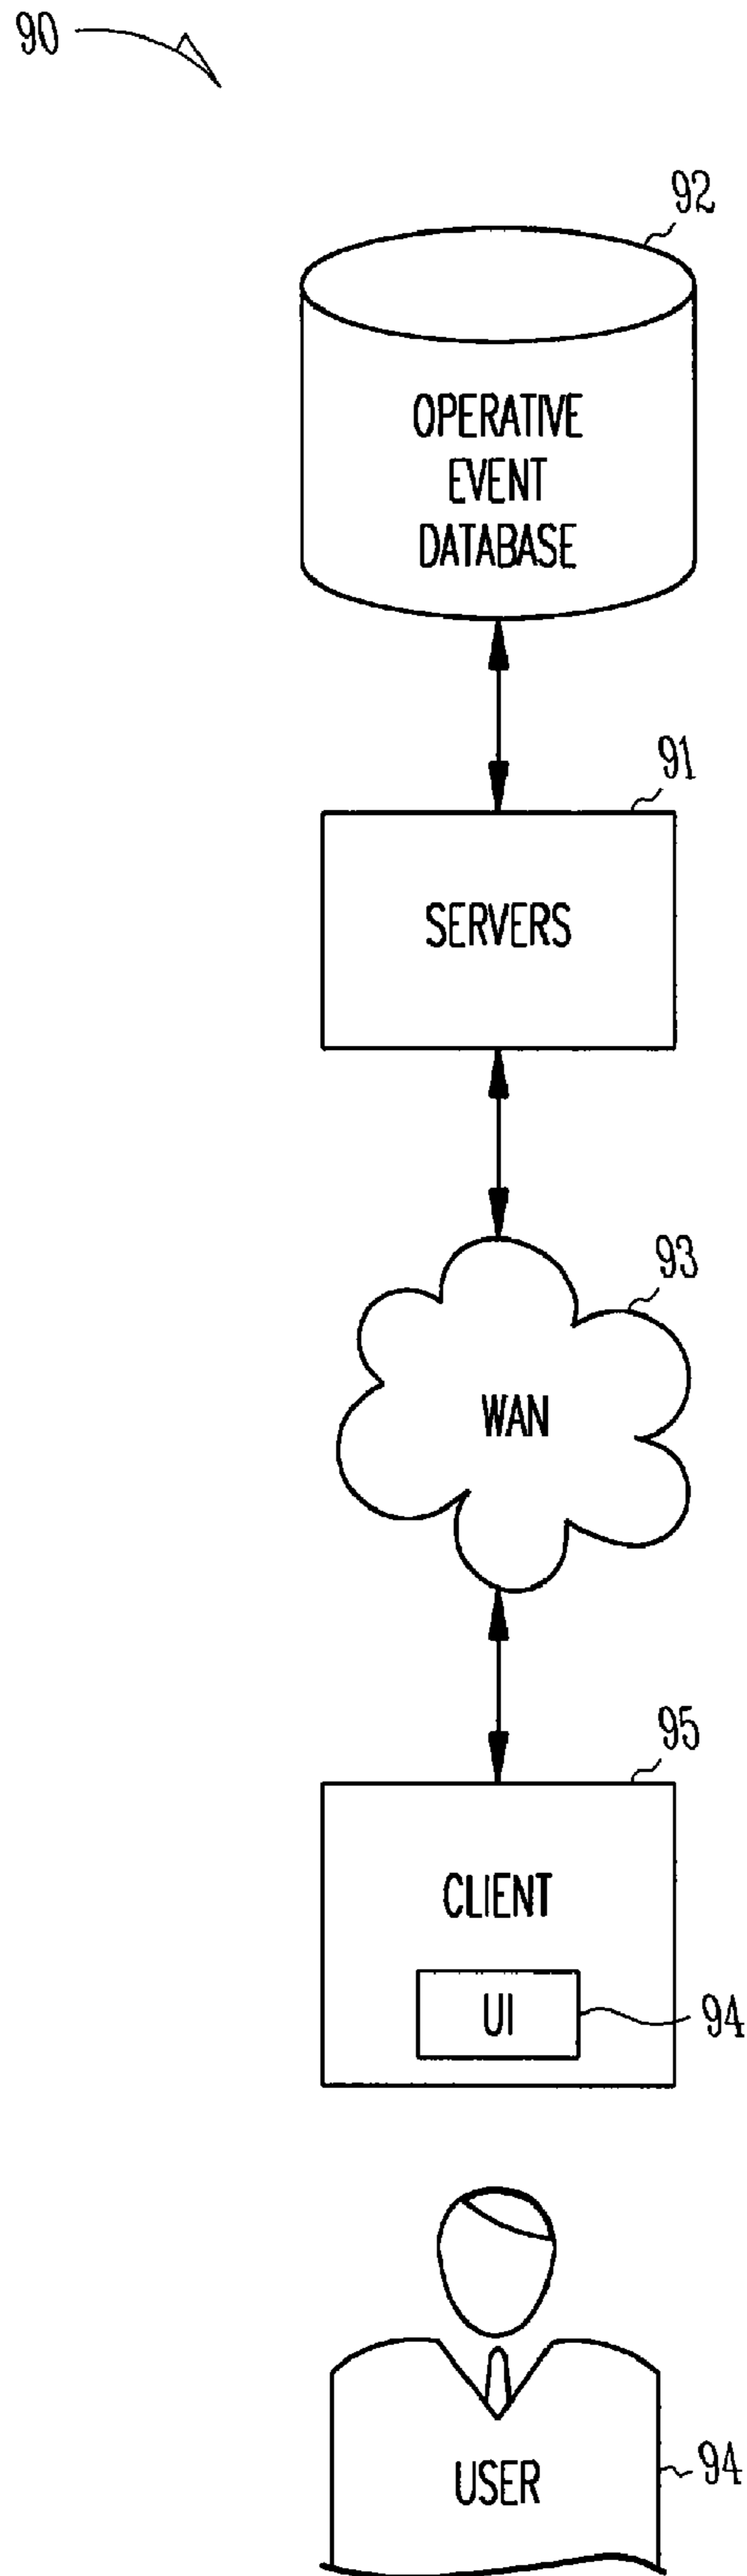 90
92
OPERATIVE
EVENT
DATABASE
91
SERVERS
93
WAN
95
CLIENT
UI
94
USER
94